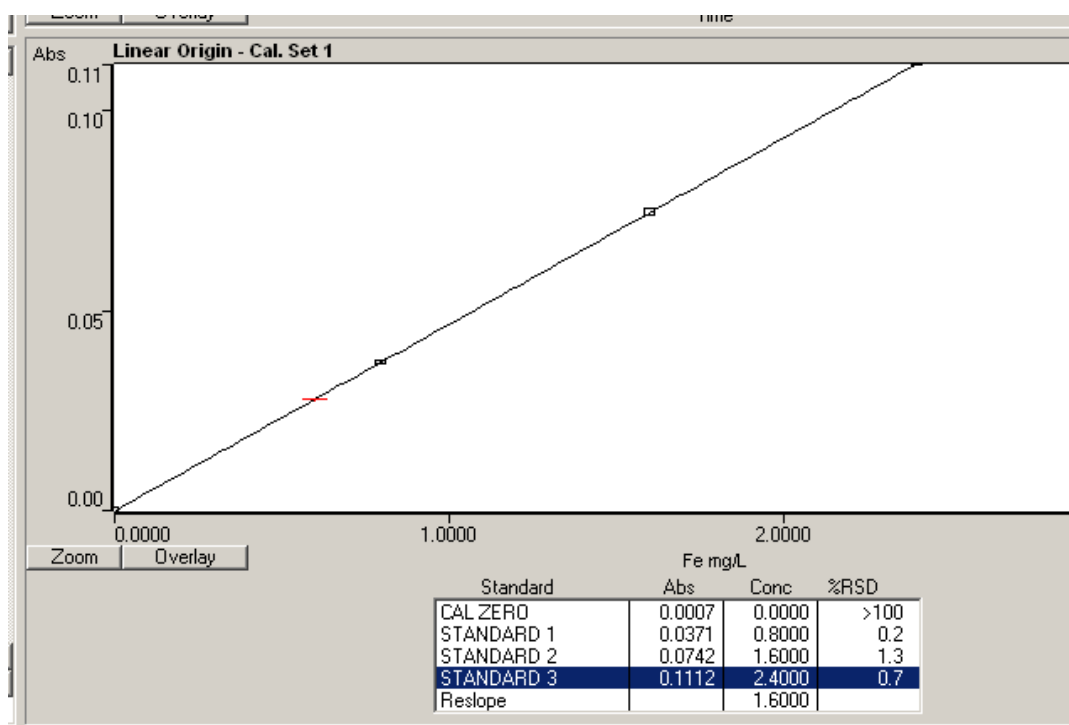 Zoom Overlay Time
Abs Linear Origin - Cal. Set 1
0.11
0.10
0.05
0.00
0.0000 1.0000 2.0000
Zoom Overlay Fe mg/L
Standard Abs Conc %RSD
CAL ZERO 0.0007 0.0000 >100
STANDARD 1 0.0371 0.8000 0.2
STANDARD 2 0.0742 1.6000 1.3
STANDARD 3 0.1112 2.4000 0.7
Reslope 1.6000